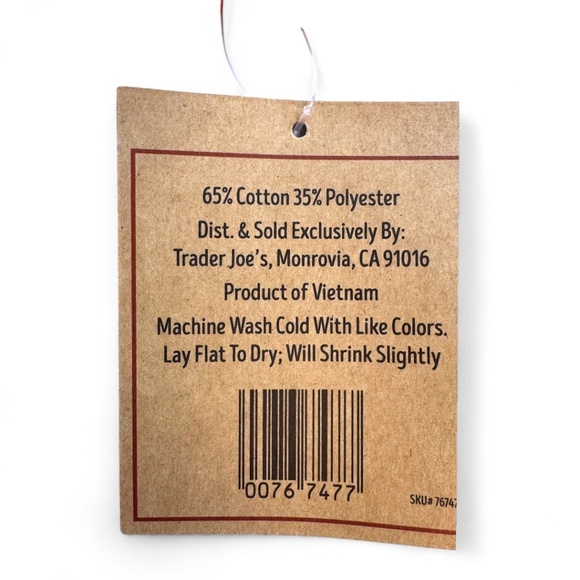 65% Cotton 35% Polyester
Dist. & Sold Exclusively By:
Trader Joe's, Monrovia, CA 91016
Product of Vietnam
Machine Wash Cold With Like Colors.
Lay Flat To Dry; Will Shrink Slightly
0076 7477
SKU# 76747